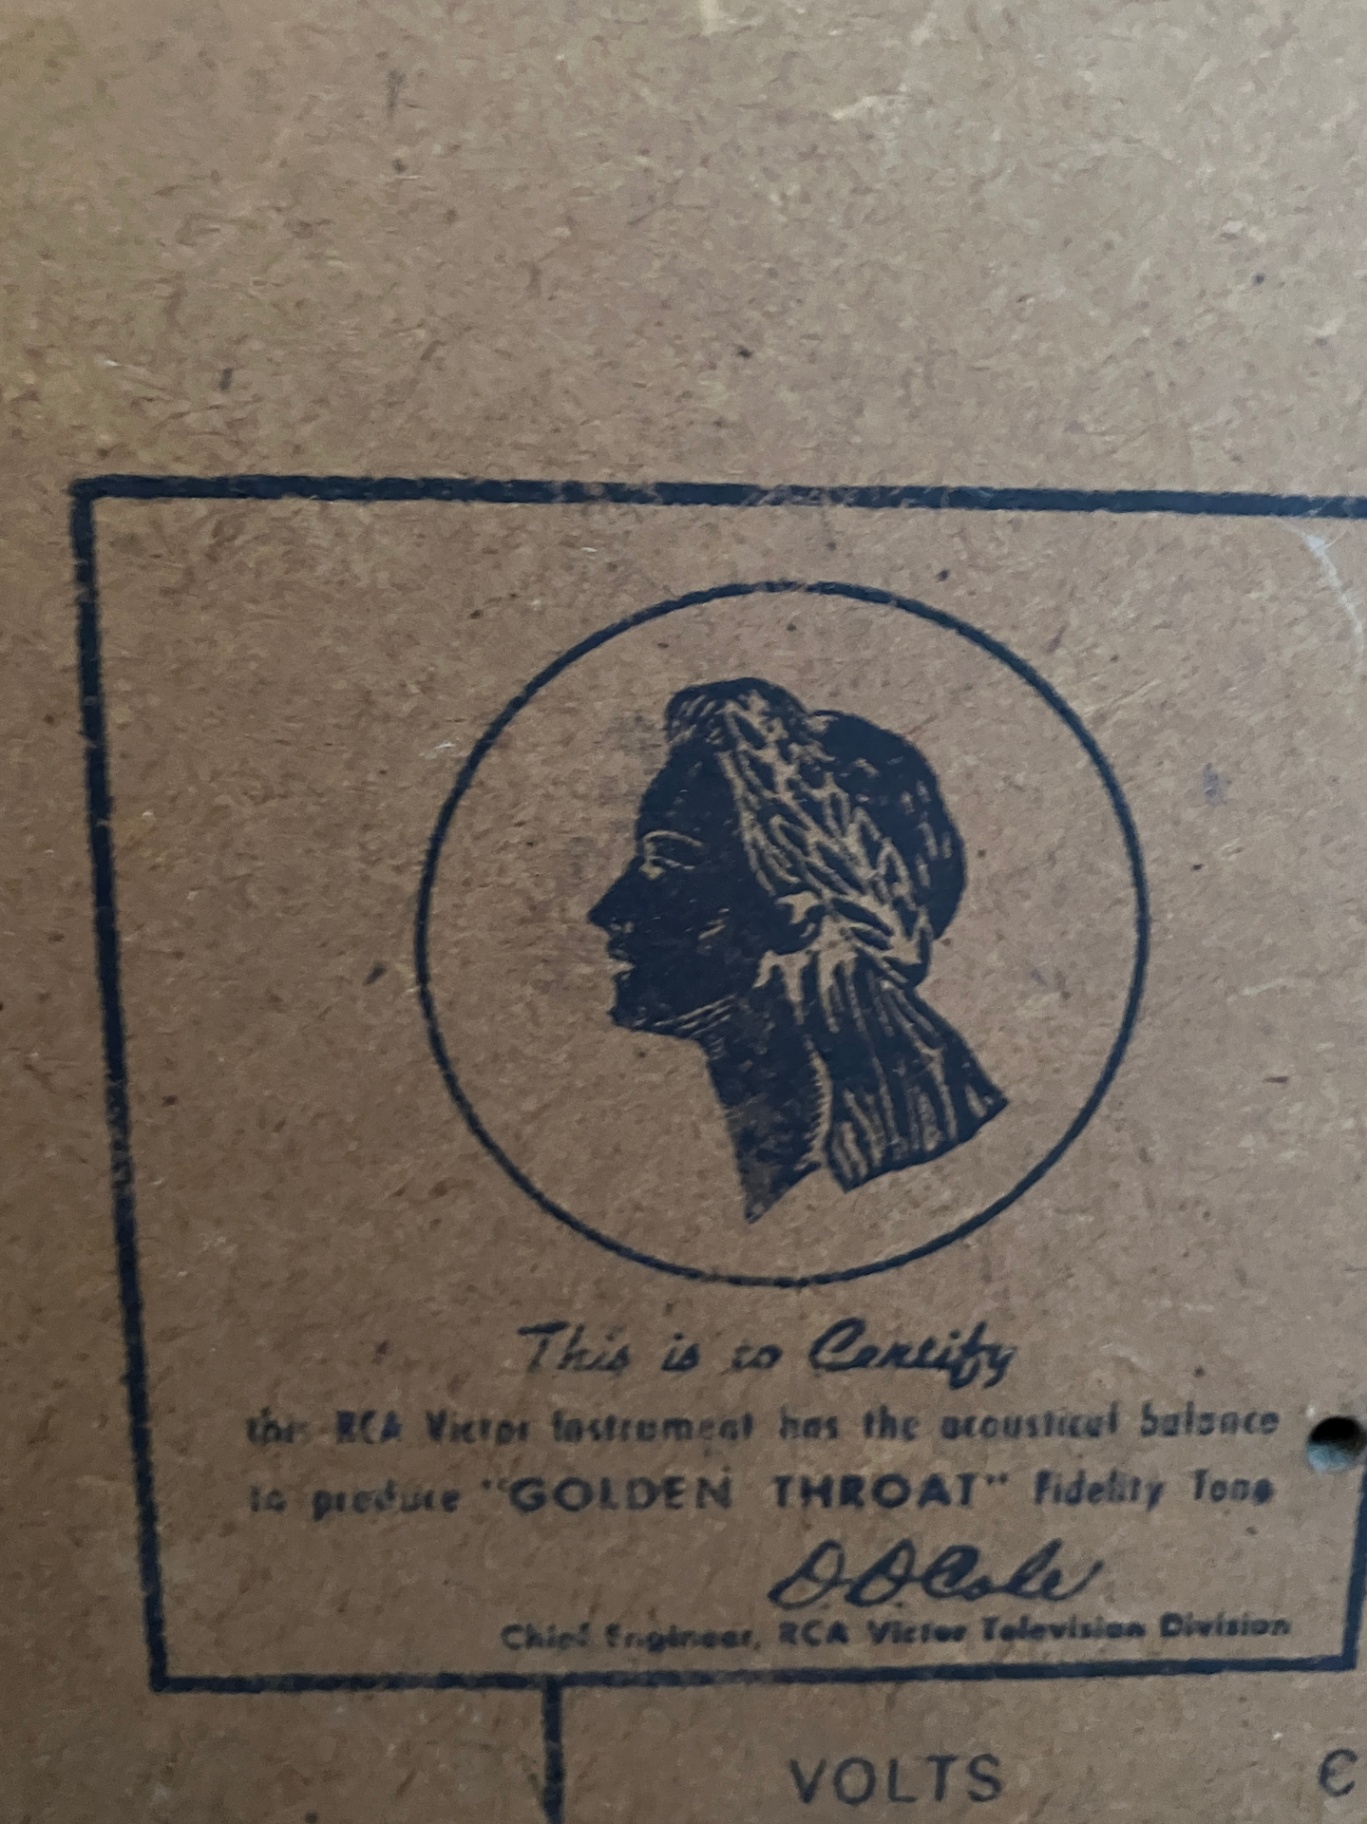 This is to Certify
this RCA Victor Instrument has the acoustical balance
to produce "GOLDEN THROAT" Fidelity Tone
D D Cole
Chief Engineer, RCA Victor Television Division
VOLTS